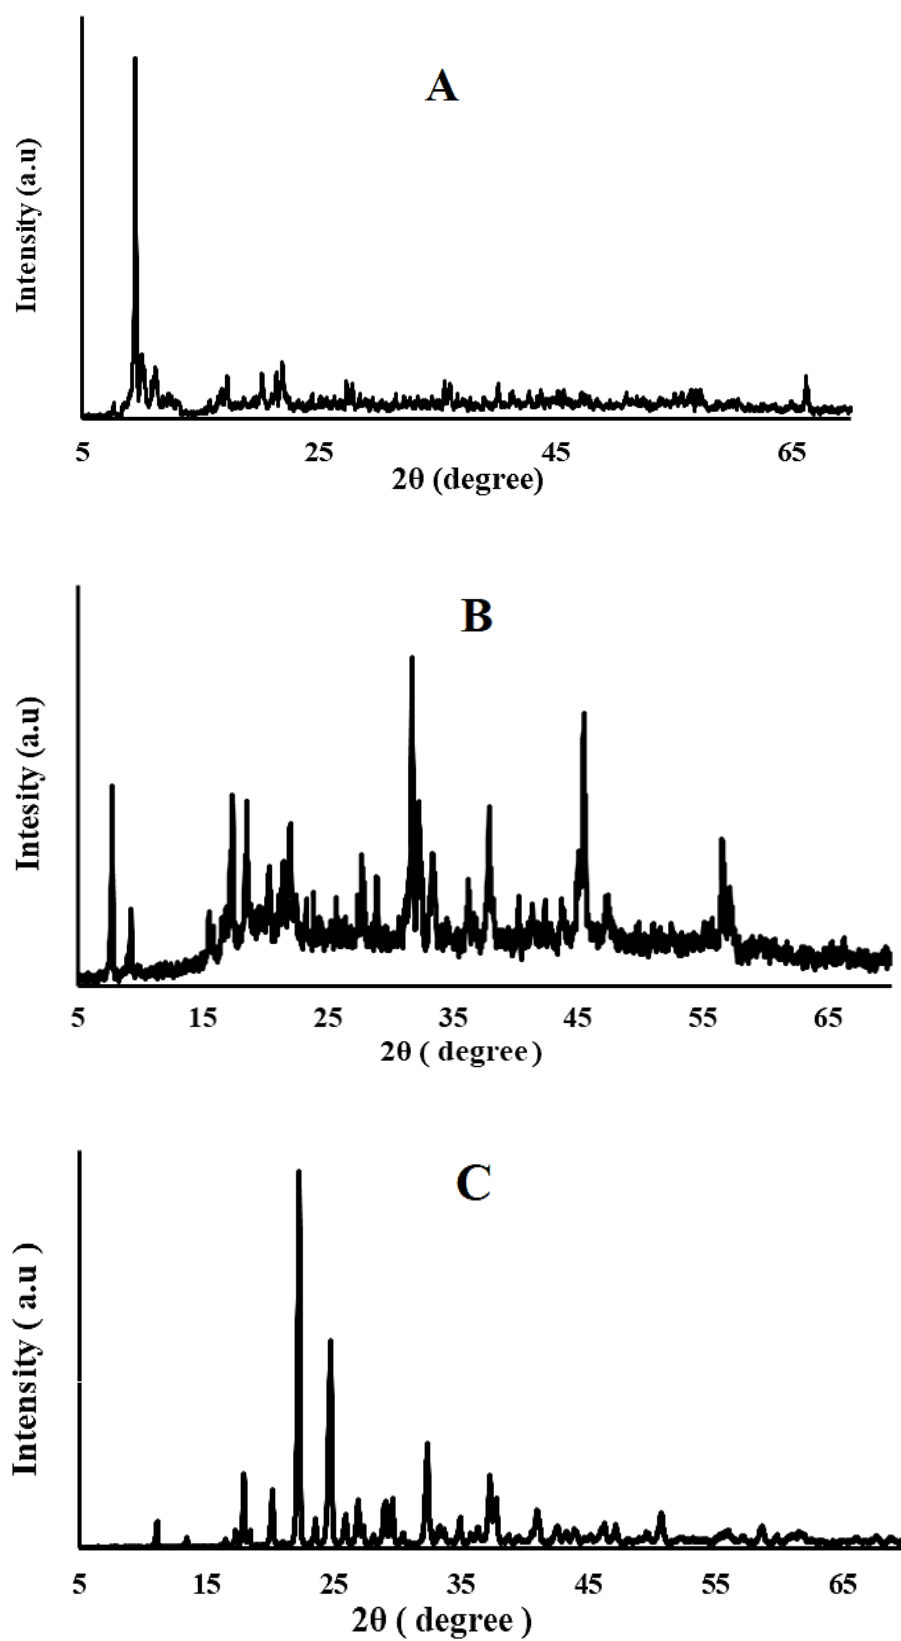 A
Intensity (a.u)
5 25 45 65
2θ (degree)
B
Intesity (a.u)
5 15 25 35 45 55 65
2θ ( degree )
C
Intensity ( a.u )
5 15 25 35 45 55 65
2θ ( degree )